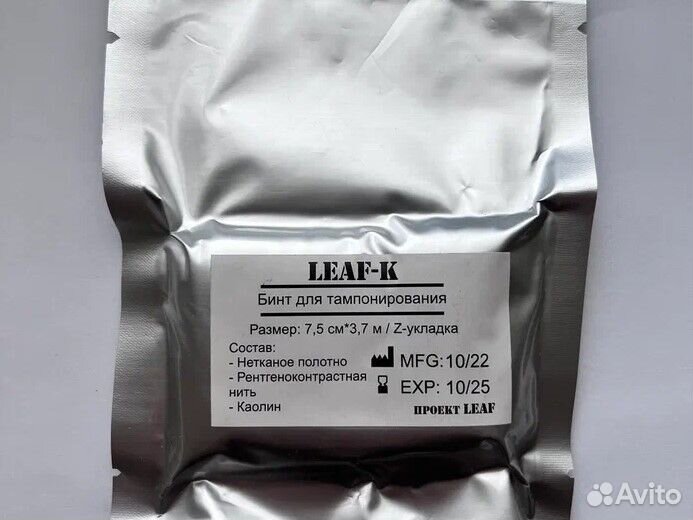 LEAF-K
Бинт для тампонирования
Размер: 7,5 см*3,7 м / Z-укладка
Состав:
- Нетканое полотно
- Рентгеноконтрастная
нить
- Каолин
MFG: 10/22
EXP: 10/25
ПРОЕКТ LEAF
Avito